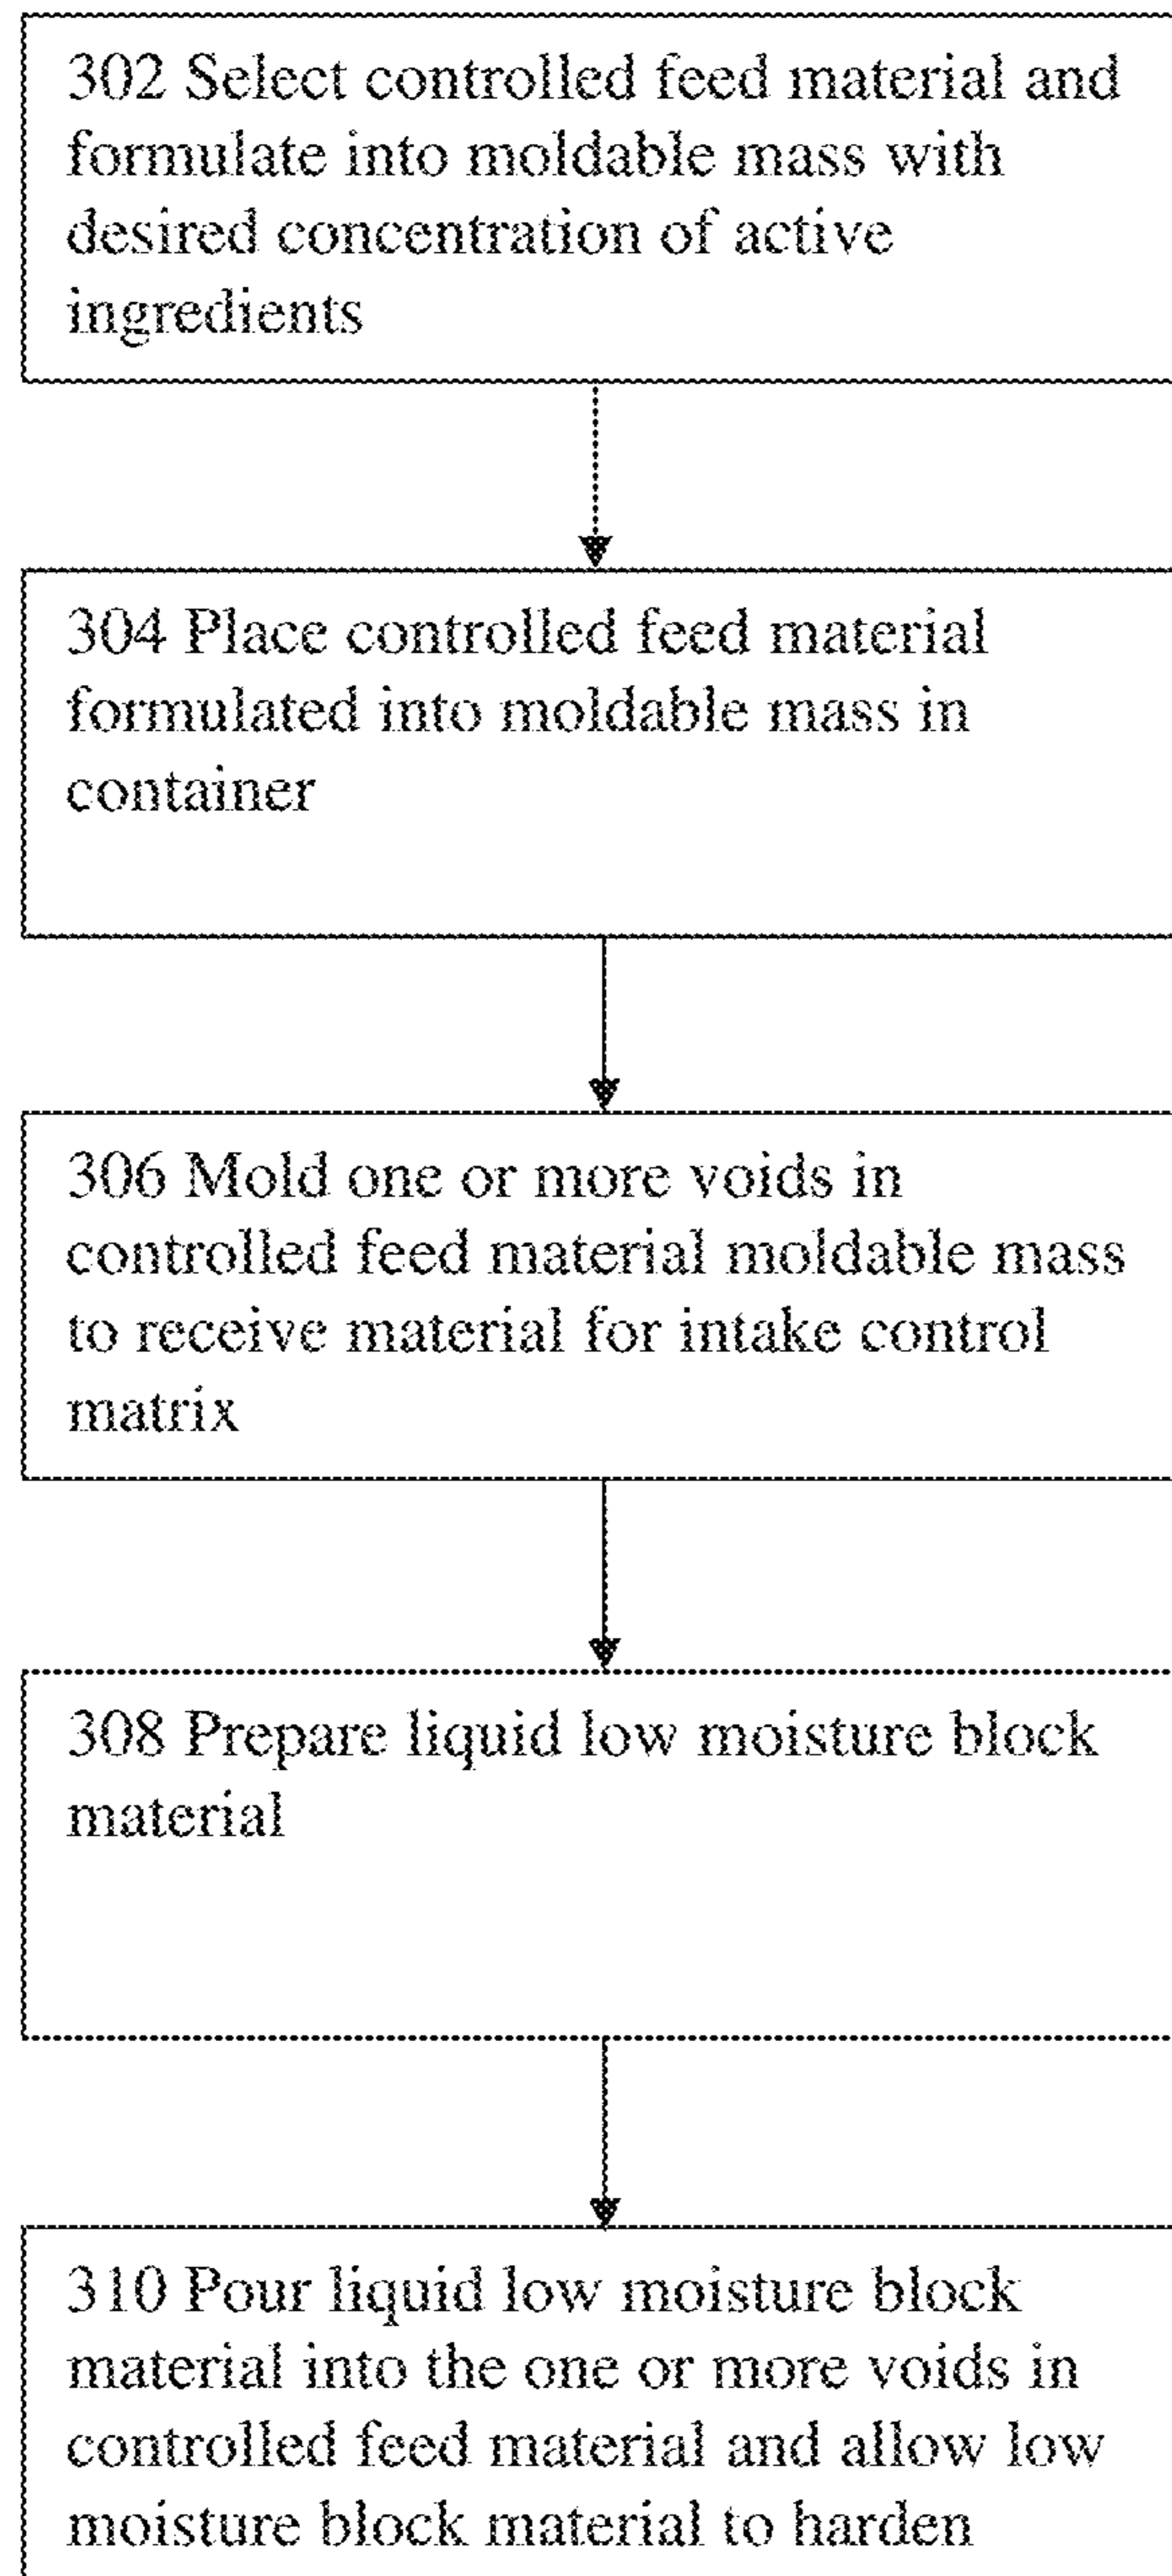 302 Select controlled feed material and
formulate into moldable mass with
desired concentration of active
ingredients
304 Place controlled feed material
formulated into moldable mass in
container
306 Mold one or more voids in
controlled feed material moldable mass
to receive material for intake control
matrix
308 Prepare liquid low moisture block
material
310 Pour liquid low moisture block
material into the one or more voids in
controlled feed material and allow low
moisture block material to harden